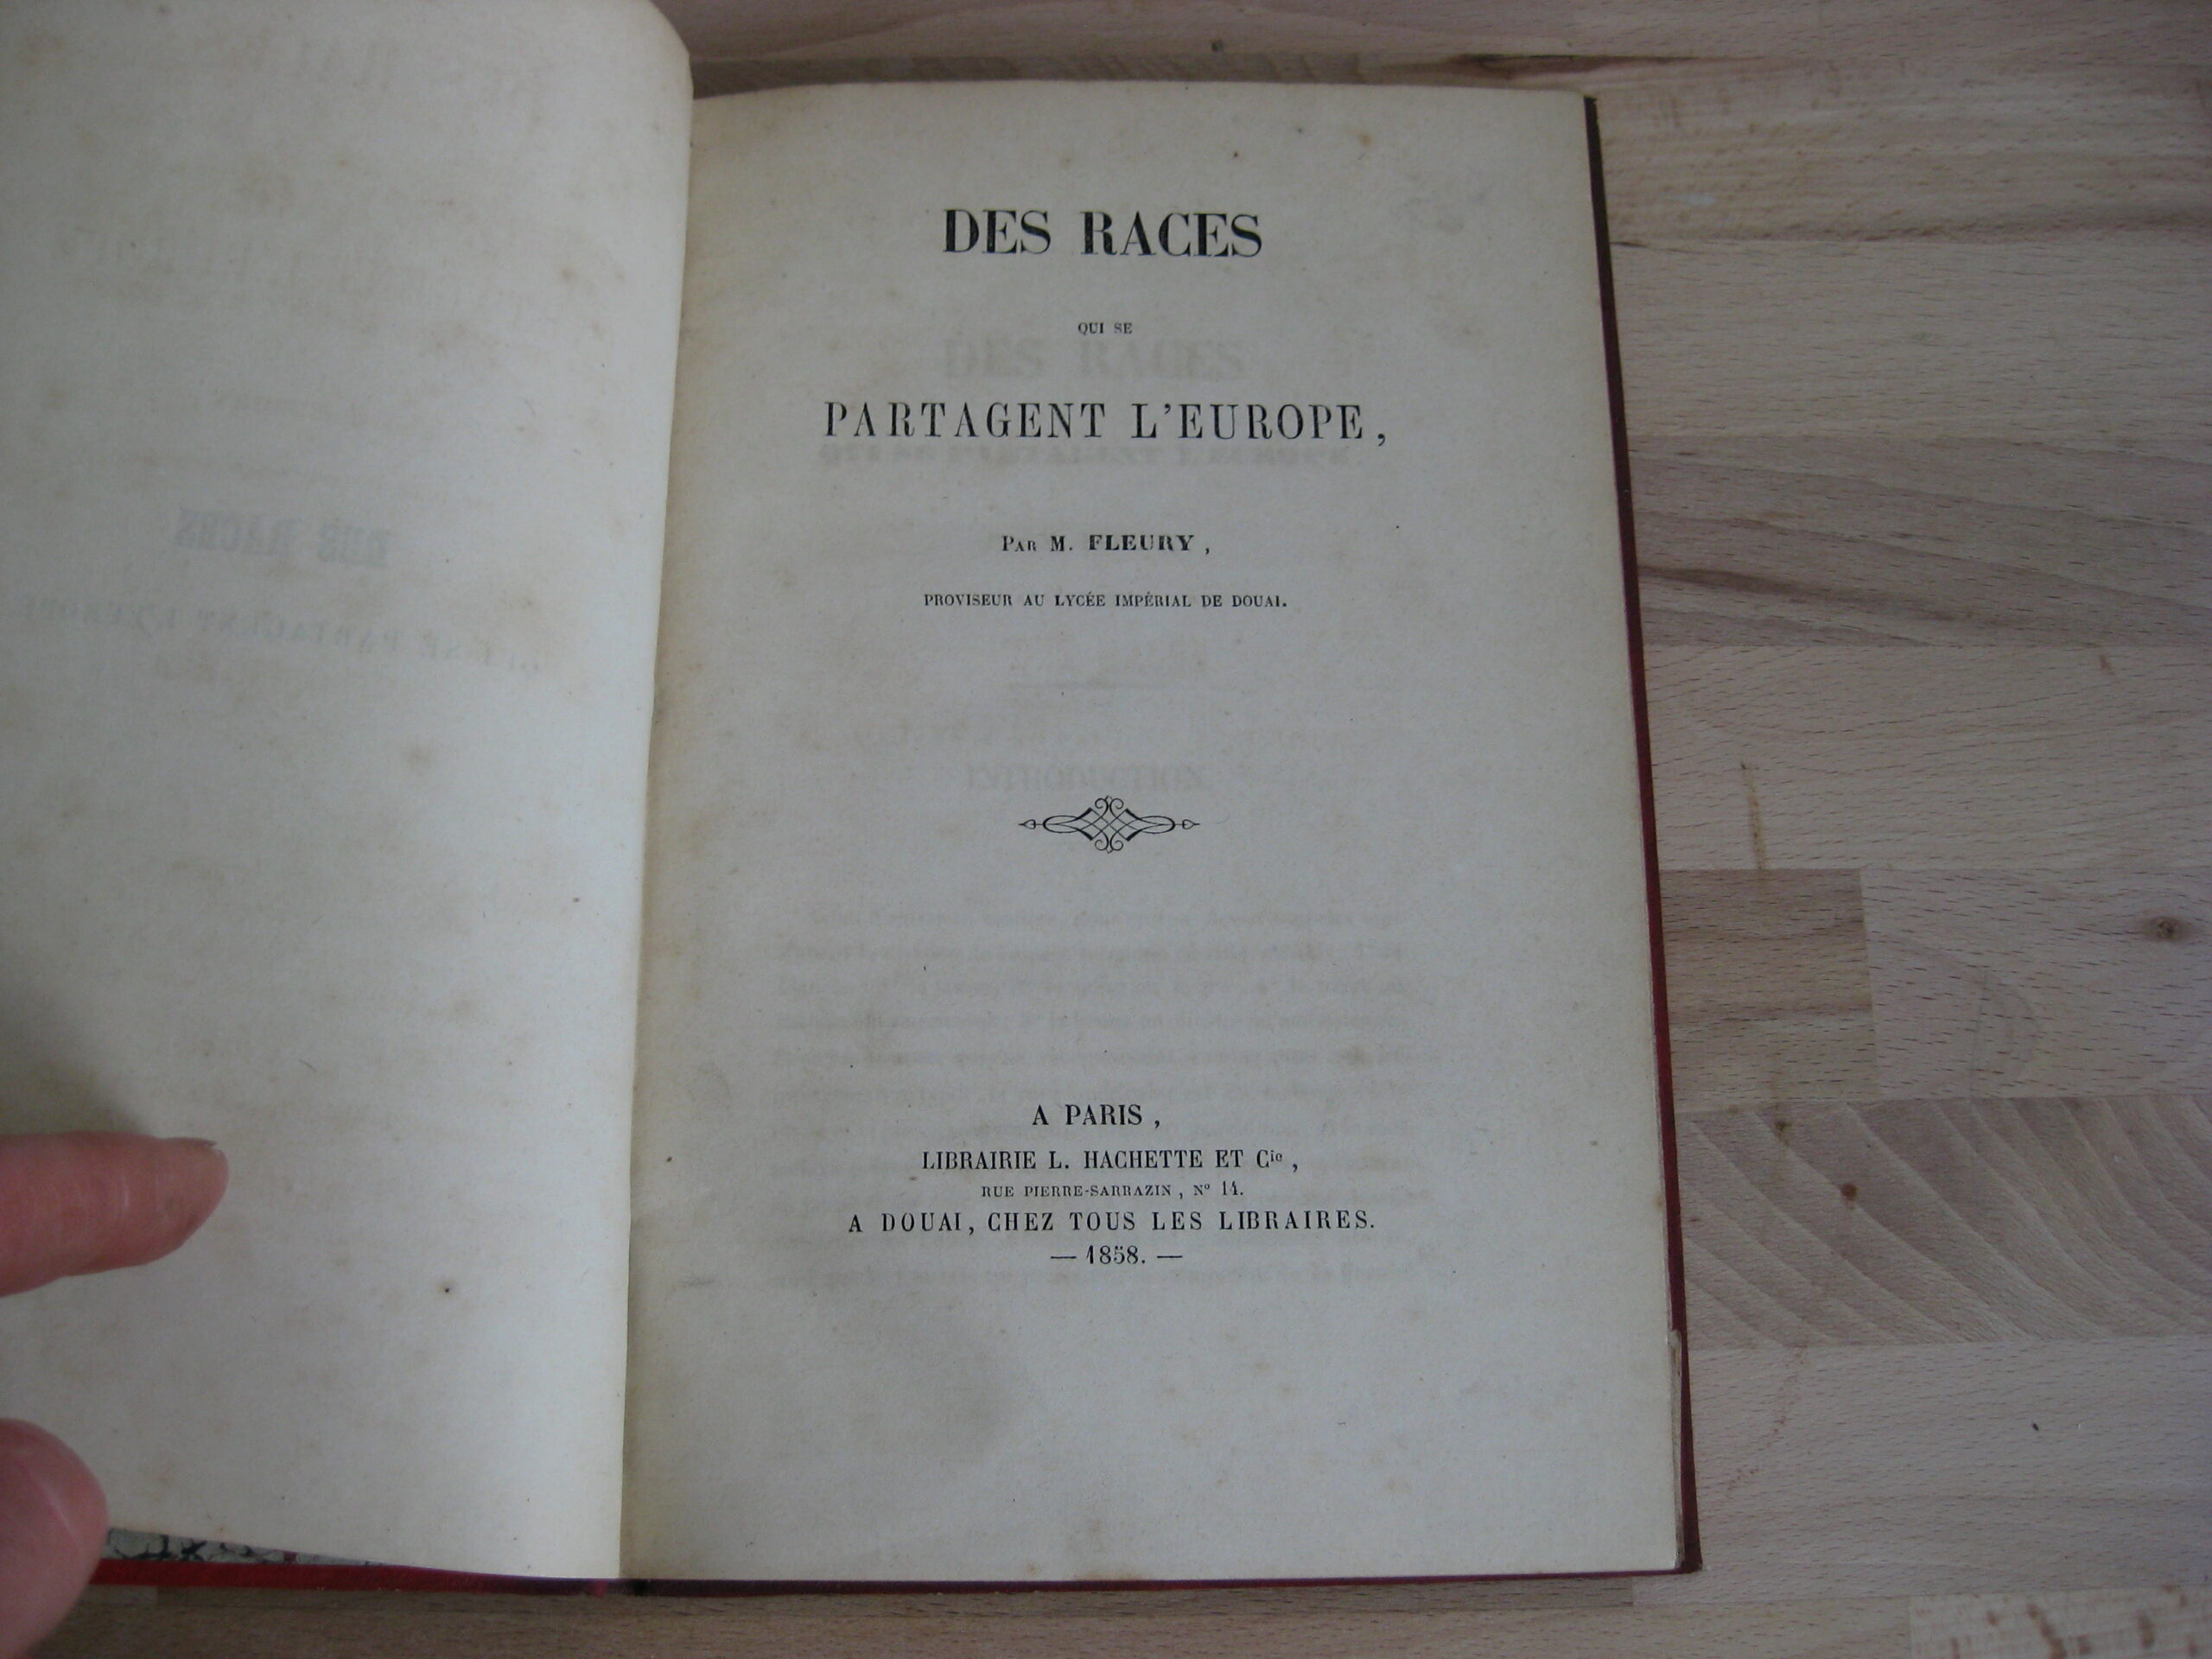 DES RACES
QUI SE
PARTAGENT L'EUROPE,
PAR M. FLEURY,
PROVISEUR AU LYCÉE IMPÉRIAL DE DOUAI.
A PARIS,
LIBRAIRIE L. HACHETTE ET Cie,
RUE PIERRE-SARRAZIN, N° 14.
A DOUAI, CHEZ TOUS LES LIBRAIRES.
— 1858. —